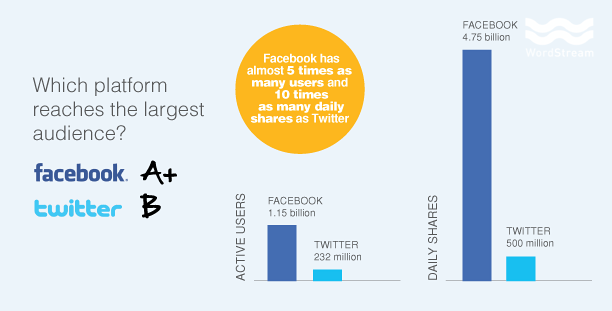 Which platform
reaches the largest
audience?
facebook. A+
twitter B
Facebook has
almost 5 times as
many users and
10 times
as many daily
shares as Twitter
ACTIVE USERS
FACEBOOK
1.15 billion
TWITTER
232 million
DAILY SHARES
FACEBOOK
4.75 billion
TWITTER
500 million
WordStream